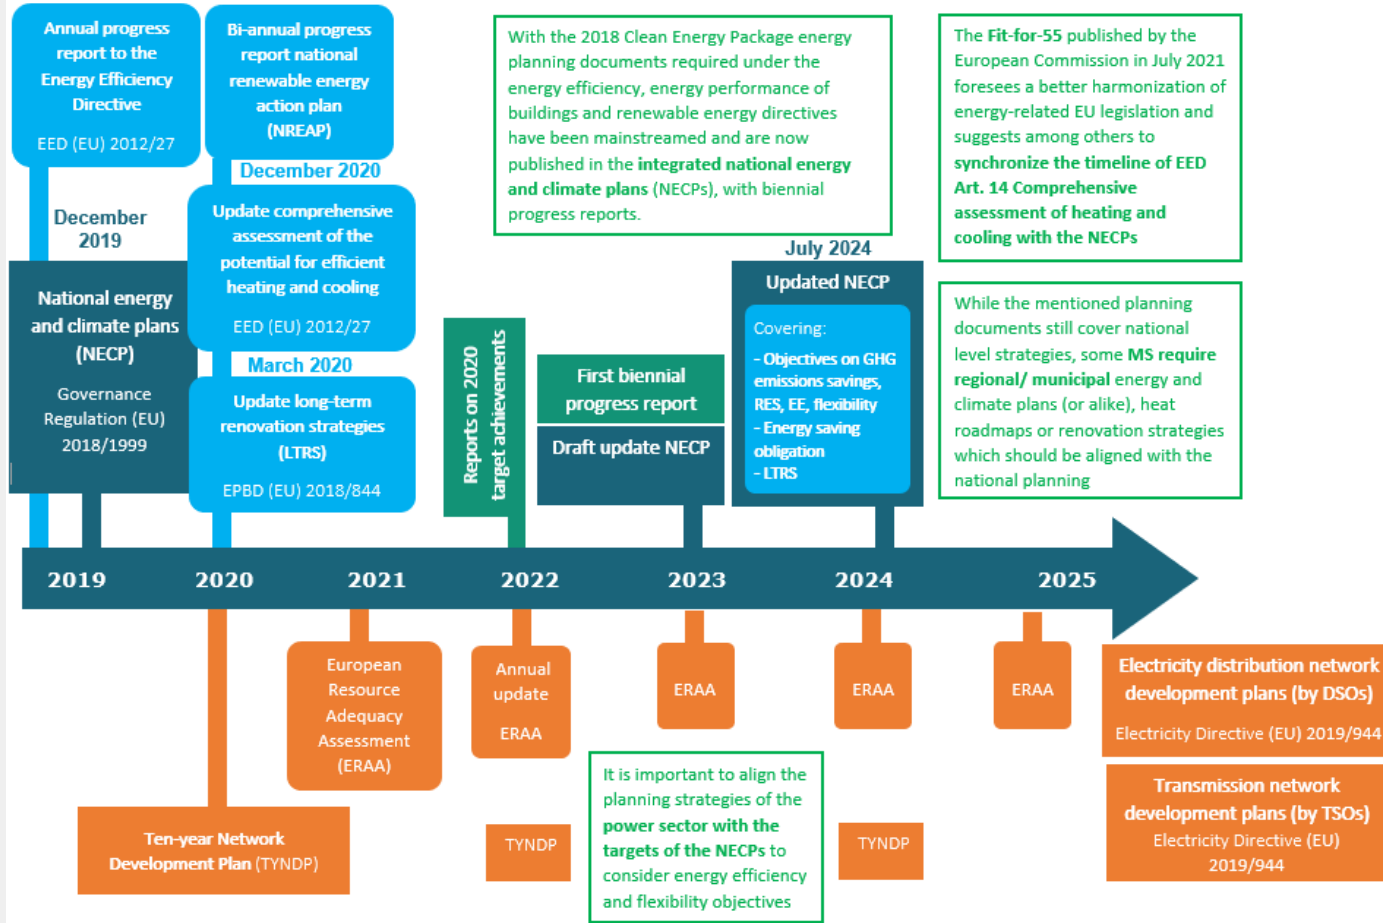 Annual progress
report to the
Energy Efficiency
Directive
EED (EU) 2012/27
Bi-annual progress
report national
renewable energy
action plan
(NREAP)
December 2020
Update comprehensive
assessment of the
potential for efficient
heating and cooling
EED (EU) 2012/27
March 2020
Update long-term
renovation strategies
(LTRS)
EPBD (EU) 2018/844
December
2019
National energy
and climate plans
(NECP)
Governance
Regulation (EU)
2018/1999
With the 2018 Clean Energy Package energy
planning documents required under the
energy efficiency, energy performance of
buildings and renewable energy directives
have been mainstreamed and are now
published in the integrated national energy
and climate plans (NECPs), with biennial
progress reports.
The Fit-for-55 published by the
European Commission in July 2021
foresees a better harmonization of
energy-related EU legislation and
suggests among others to
synchronize the timeline of EED
Art. 14 Comprehensive
assessment of heating and
cooling with the NECPs
Reports on 2020
target achievements
First biennial
progress report
Draft update NECP
July 2024
Updated NECP
Covering:
- Objectives on GHG
emissions savings,
RES, EE, flexibility
- Energy saving
obligation
- LTRS
While the mentioned planning
documents still cover national
level strategies, some MS require
regional/ municipal energy and
climate plans (or alike), heat
roadmaps or renovation strategies
which should be aligned with the
national planning
2019 2020 2021 2022 2023 2024 2025
European
Resource
Adequacy
Assessment
(ERAA)
Annual
update
ERAA
ERAA
ERAA
ERAA
Electricity distribution network
development plans (by DSOs)
Electricity Directive (EU) 2019/944
Transmission network
development plans (by TSOs)
Electricity Directive (EU)
2019/944
Ten-year Network
Development Plan (TYNDP)
TYNDP
It is important to align the
planning strategies of the
power sector with the
targets of the NECPs to
consider energy efficiency
and flexibility objectives
TYNDP